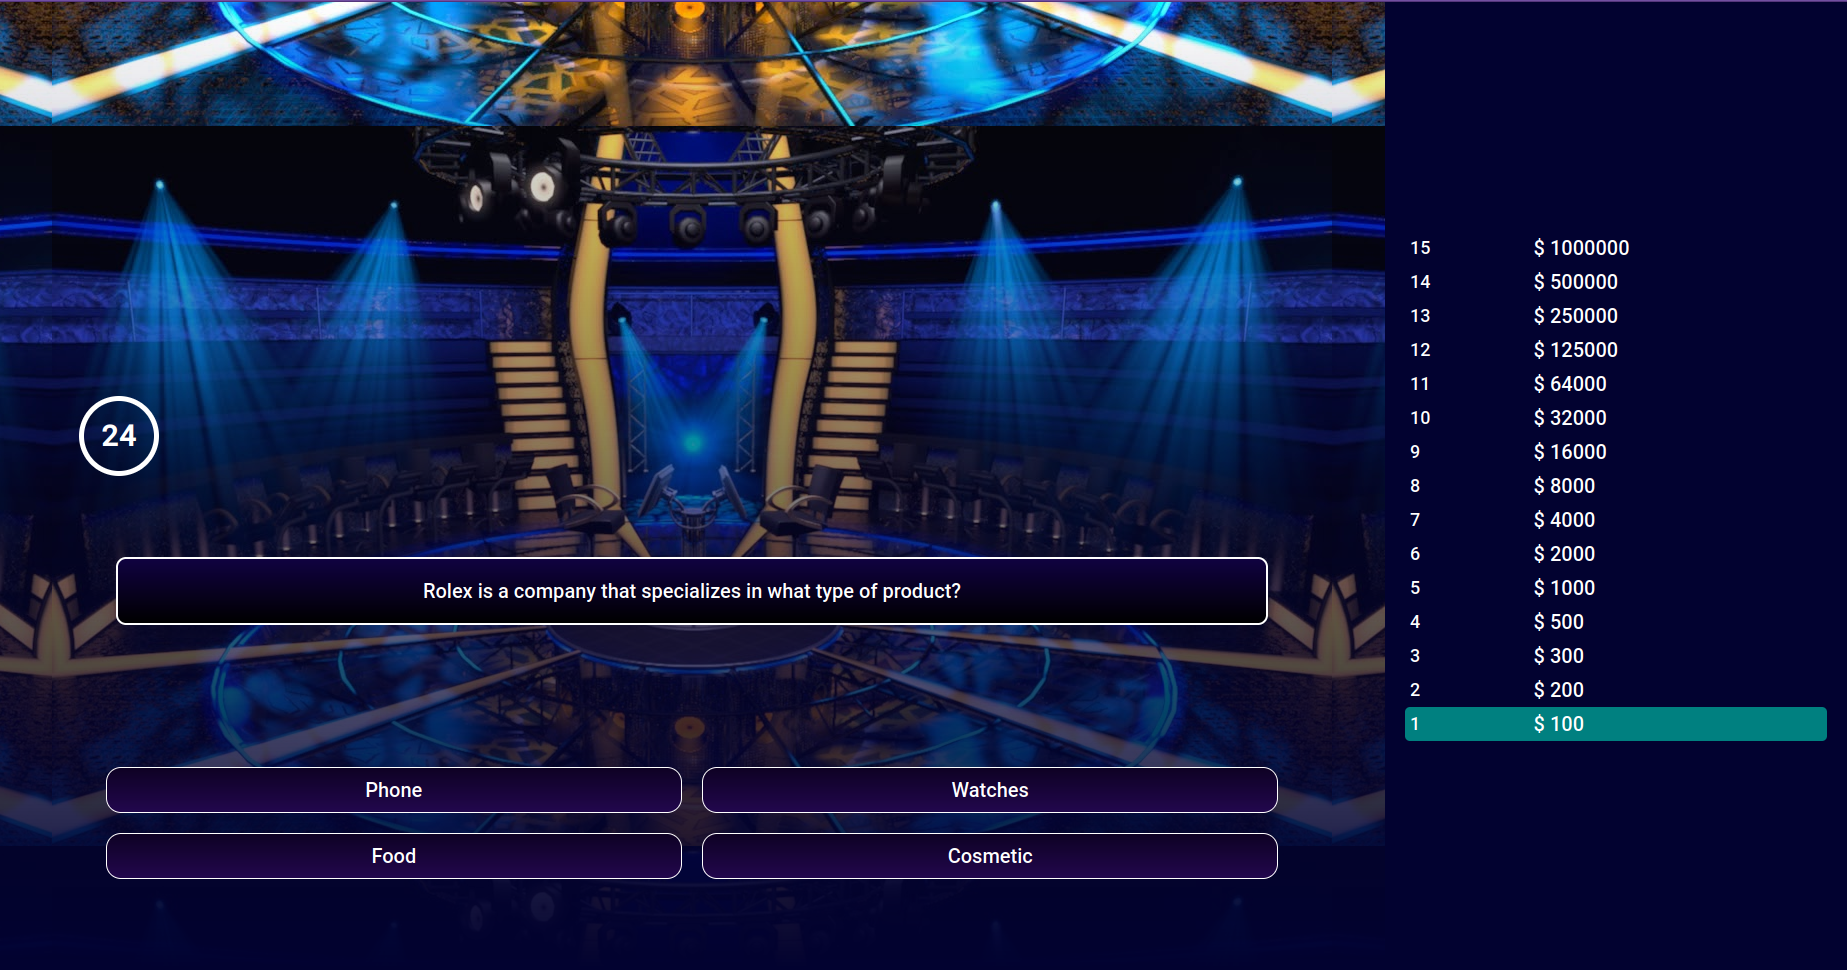 24
Rolex is a company that specializes in what type of product?
Phone
Watches
Food
Cosmetic
15 $ 1000000
14 $ 500000
13 $ 250000
12 $ 125000
11 $ 64000
10 $ 32000
9 $ 16000
8 $ 8000
7 $ 4000
6 $ 2000
5 $ 1000
4 $ 500
3 $ 300
2 $ 200
1 $ 100